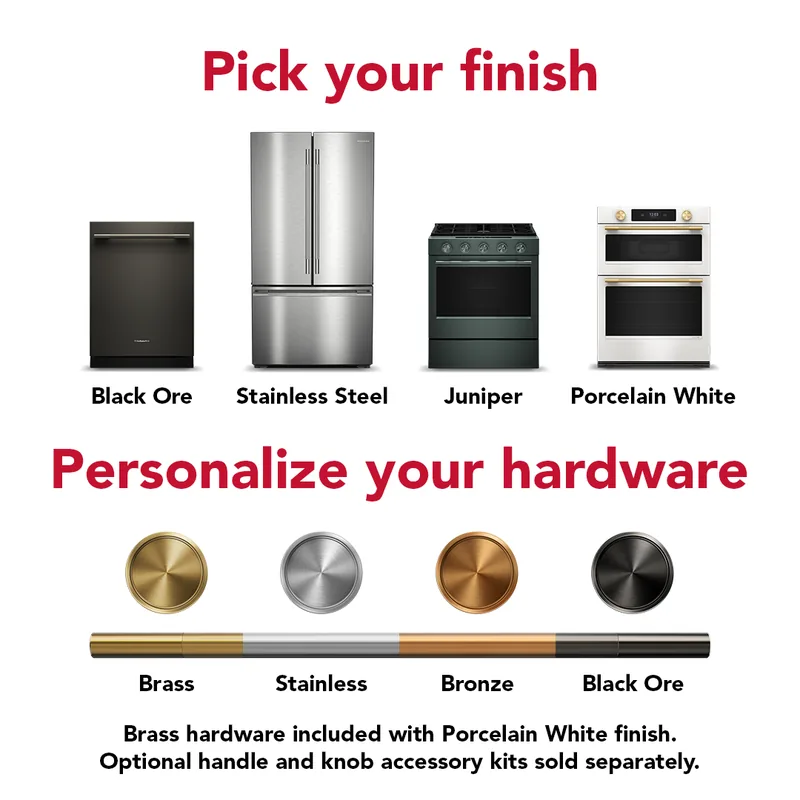 Pick your finish
Black Ore
Stainless Steel
Juniper
Porcelain White
Personalize your hardware
Brass
Stainless
Bronze
Black Ore
Brass hardware included with Porcelain White finish.
Optional handle and knob accessory kits sold separately.